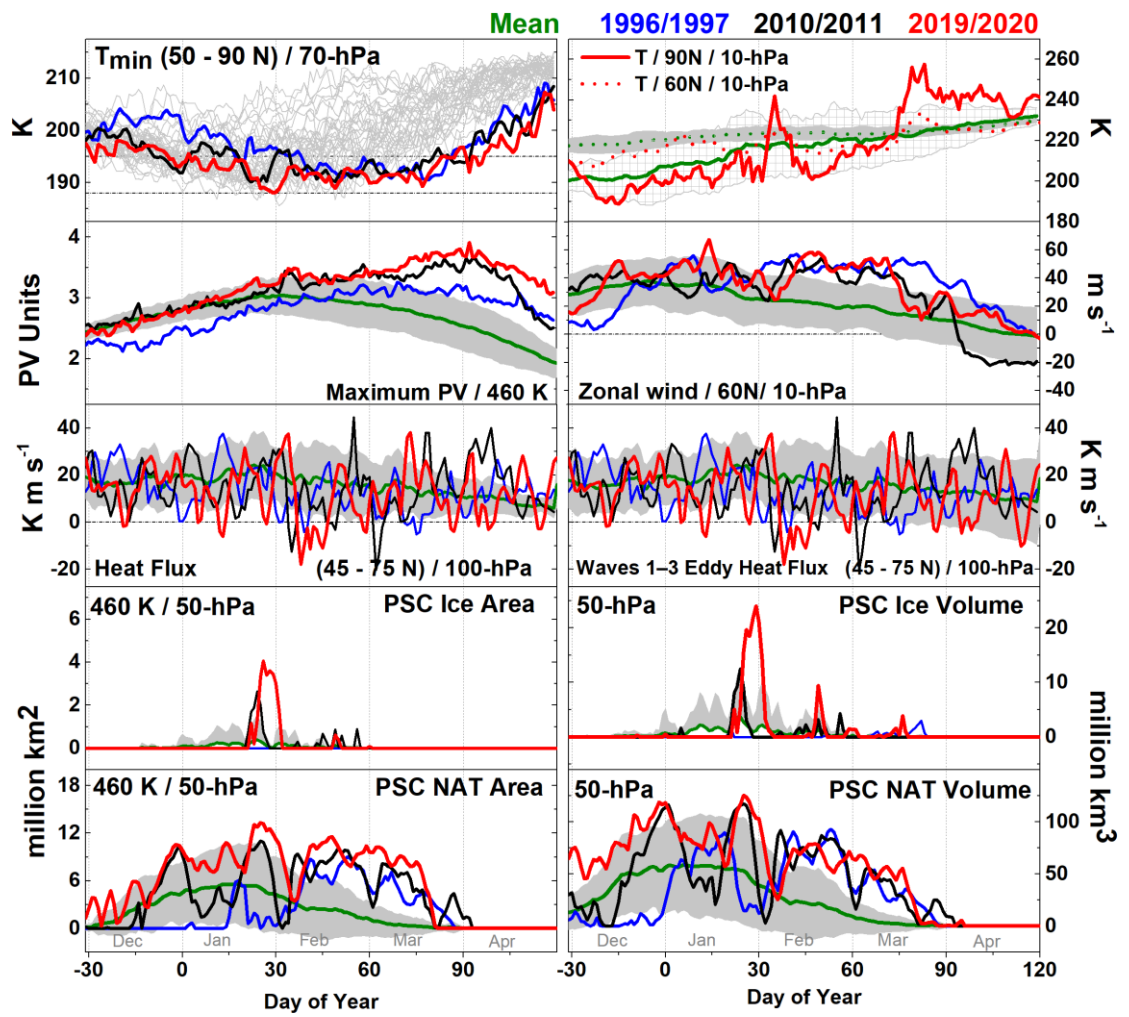 Mean 1996/1997 2010/2011 2019/2020
Tmin (50 - 90 N) / 70-hPa
210
200
190
K
T / 90N / 10-hPa
T / 60N / 10-hPa
260
240
220
200
180
K
4
3
2
PV Units
Maximum PV / 460 K
60
40
20
0
-20
-40
m s-1
Zonal wind / 60N/ 10-hPa
40
20
0
-20
K m s-1
Heat Flux (45 - 75 N) / 100-hPa
40
20
0
-20
K m s-1
Waves 1–3 Eddy Heat Flux (45 - 75 N) / 100-hPa
460 K / 50-hPa PSC Ice Area
6
4
2
0
50-hPa PSC Ice Volume
20
10
0
million km2
million km3
460 K / 50-hPa PSC NAT Area
18
12
6
0
Dec Jan Feb Mar Apr
50-hPa PSC NAT Volume
100
50
0
Dec Jan Feb Mar Apr
-30 0 30 60 90
Day of Year
-30 0 30 60 90 120
Day of Year